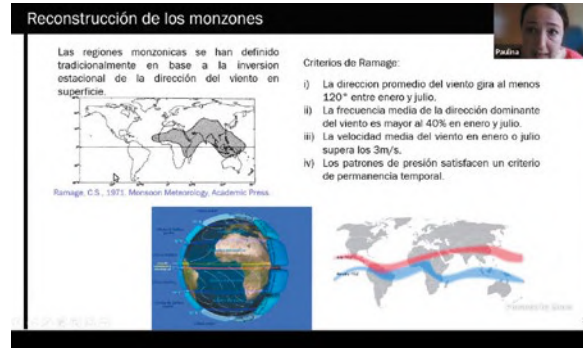 Reconstrucción de los monzones
Paulina
Las regiones monzonicas se han definido
tradicionalmente en base a la inversion
estacional de la dirección del viento en
superficie.
Ramage, C.S., 1971, Monsoon Meteorology, Academic Press.
Criterios de Ramage:
i) La direccion promedio del viento gira al menos
120° entre enero y julio.
ii) La frecuencia media de la dirección dominante
del viento es mayor al 40% en enero y julio.
iii) La velocidad media del viento en enero o julio
supera los 3m/s.
iv) Los patrones de presión satisfacen un criterio
de permanencia temporal.